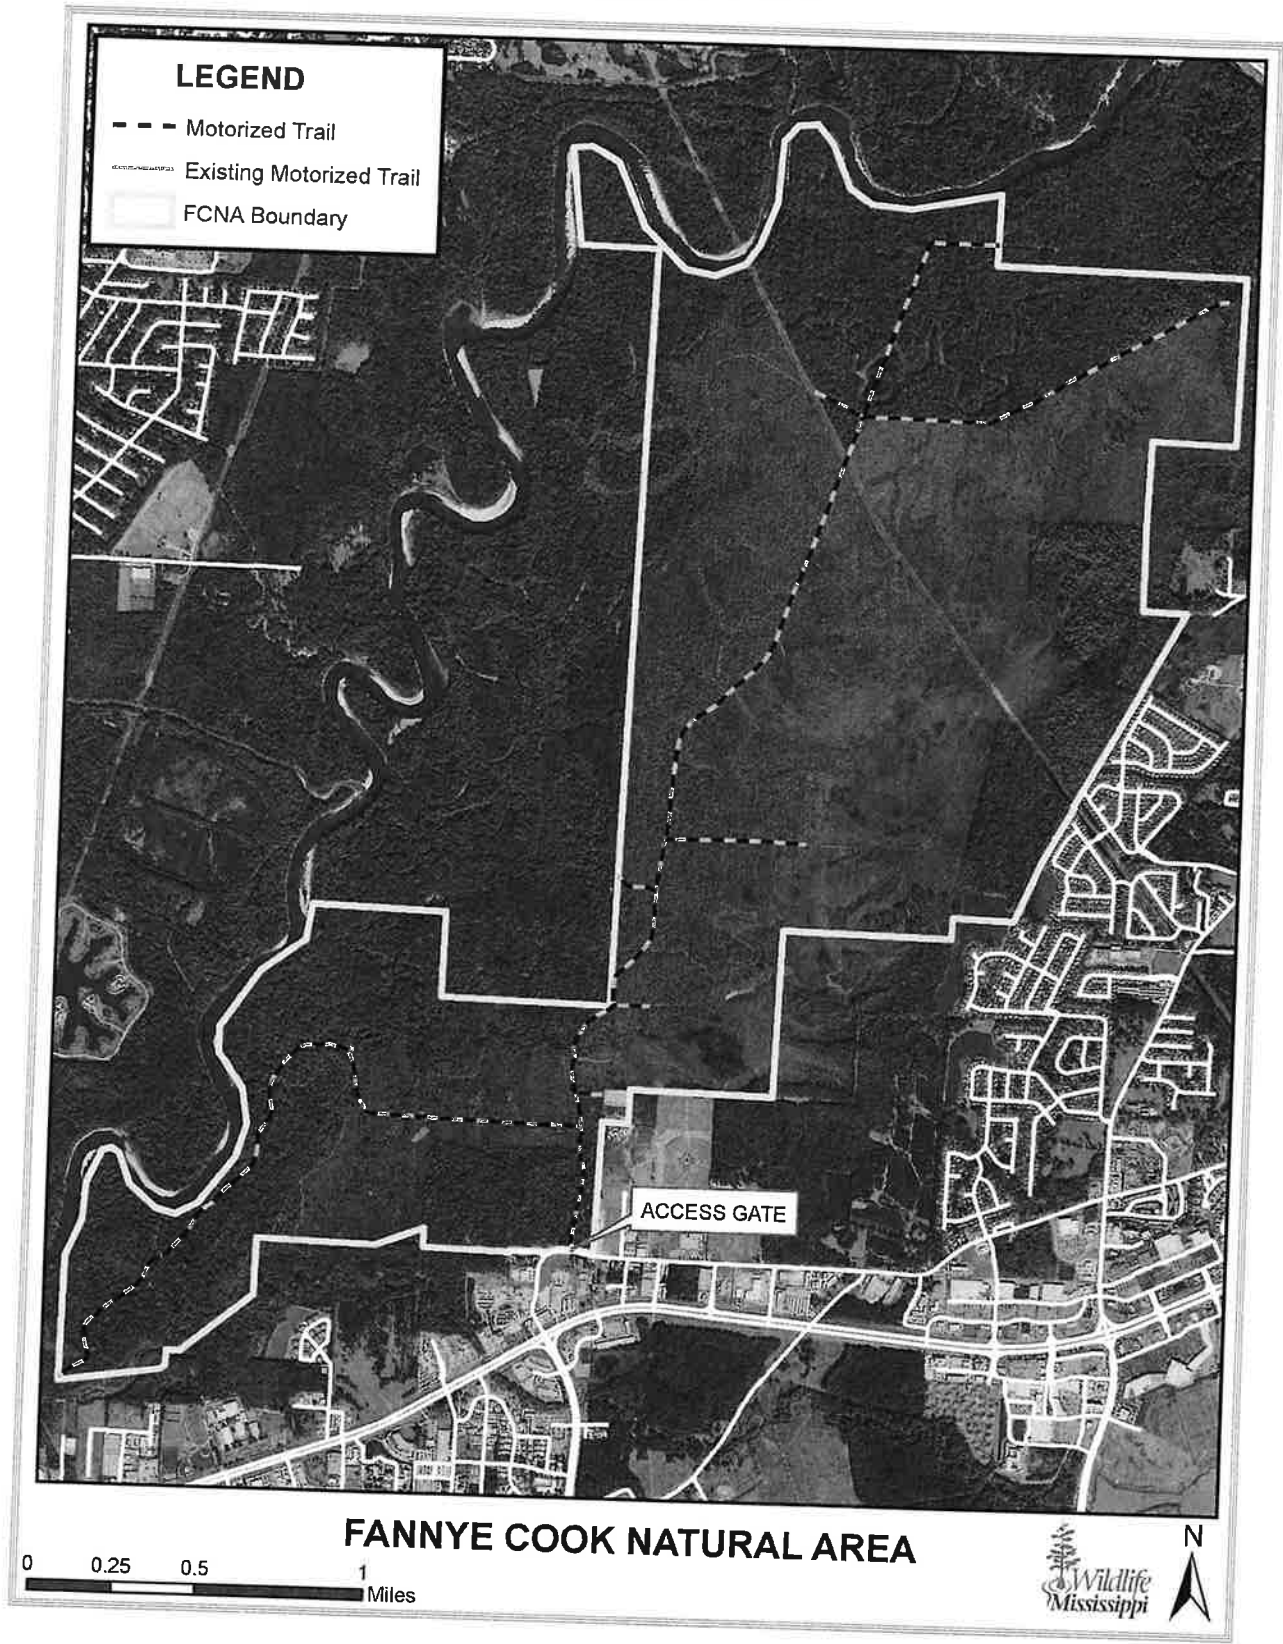 LEGEND
Motorized Trail
Existing Motorized Trail
FCNA Boundary
ACCESS GATE
FANNYE COOK NATURAL AREA
0 0.25 0.5 1
Miles
Wildlife
Mississippi
N